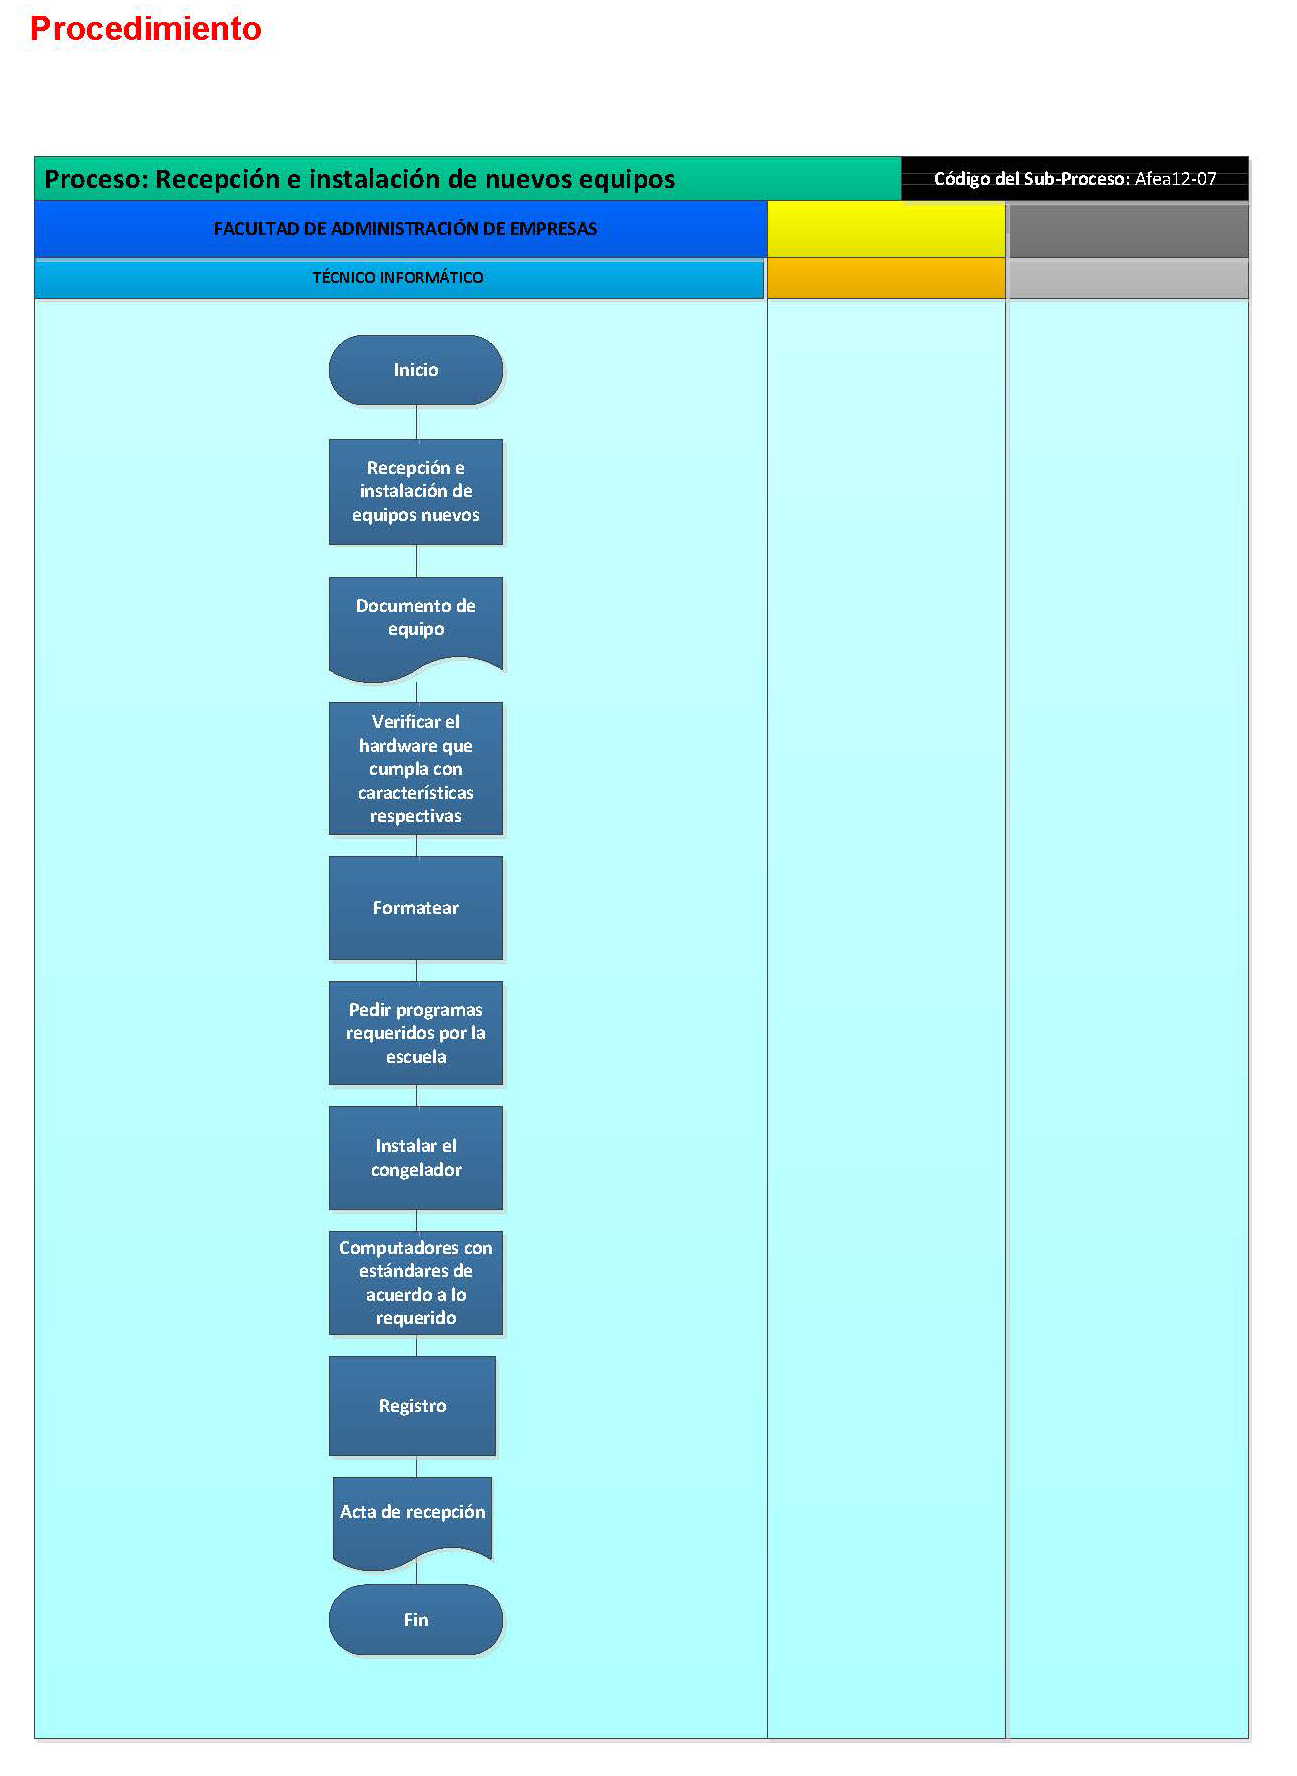 Procedimiento
Proceso: Recepción e instalación de nuevos equipos
Código del Sub-Proceso: Afea12-07
FACULTAD DE ADMINISTRACIÓN DE EMPRESAS
TÉCNICO INFORMÁTICO
Inicio
Recepción e
instalación de
equipos nuevos
Documento de
equipo
Verificar el
hardware que
cumpla con
características
respectivas
Formatear
Pedir programas
requeridos por la
escuela
Instalar el
congelador
Computadores con
estándares de
acuerdo a lo
requerido
Registro
Acta de recepción
Fin